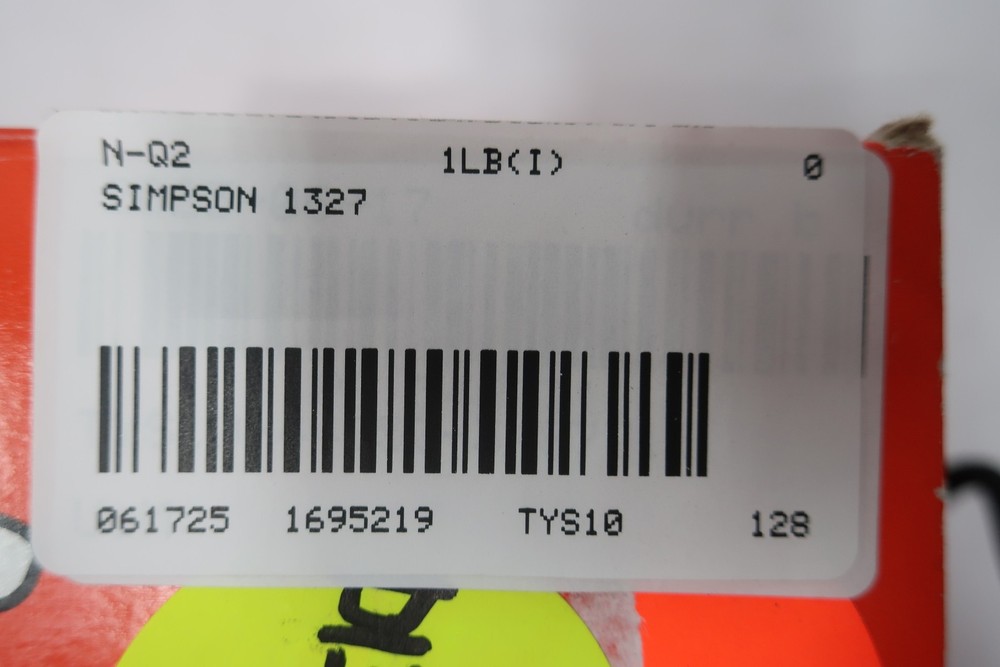 N-Q2 1LB(I) 0
SIMPSON 1327
061725 1695219 TYS10 128